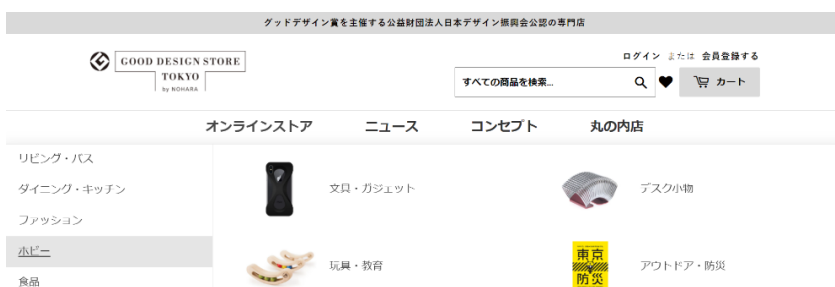 グッドデザイン賞を主催する公益財団法人日本デザイン振興会公認の専門店
ログイン または 会員登録する
GOOD DESIGN STORE
TOKYO
by NOHARA
すべての商品を検索...
カート
オンラインストア ニュース コンセプト 丸の内店
リビング・バス
ダイニング・キッチン
ファッション
ホビー
食品
文具・ガジェット
デスク小物
玩具・教育
東京
防災
アウトドア・防災